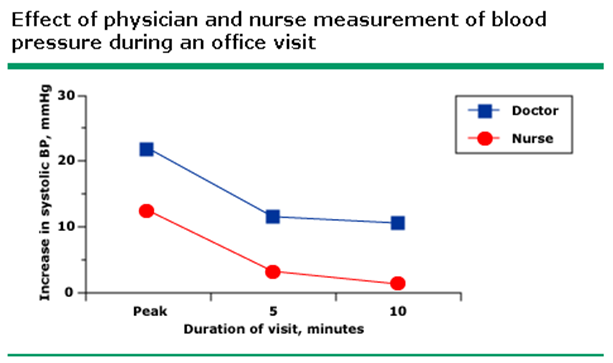 Effect of physician and nurse measurement of blood
pressure during an office visit
30
20
10
0
Increase in systolic BP, mmHg
Peak
5
10
Duration of visit, minutes
Doctor
Nurse